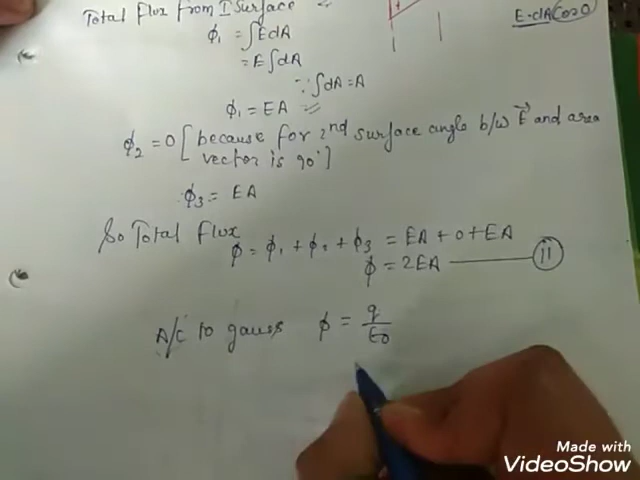 Total Flux from I Surface
E·dA Cos0
ϕ₁ = ∫EdA
= E∫dA
∵ ∫dA = A
ϕ₁ = EA
ϕ₂ = 0 [because for 2nd surface angle b/w E⃗ and area
vector is 90°]
ϕ₃ = EA
So Total Flux
ϕ = ϕ₁ + ϕ₂ + ϕ₃ = EA + 0 + EA
ϕ = 2EA —— (II)
A/C to gauss ϕ = q/ε₀
Made with
VideoShow